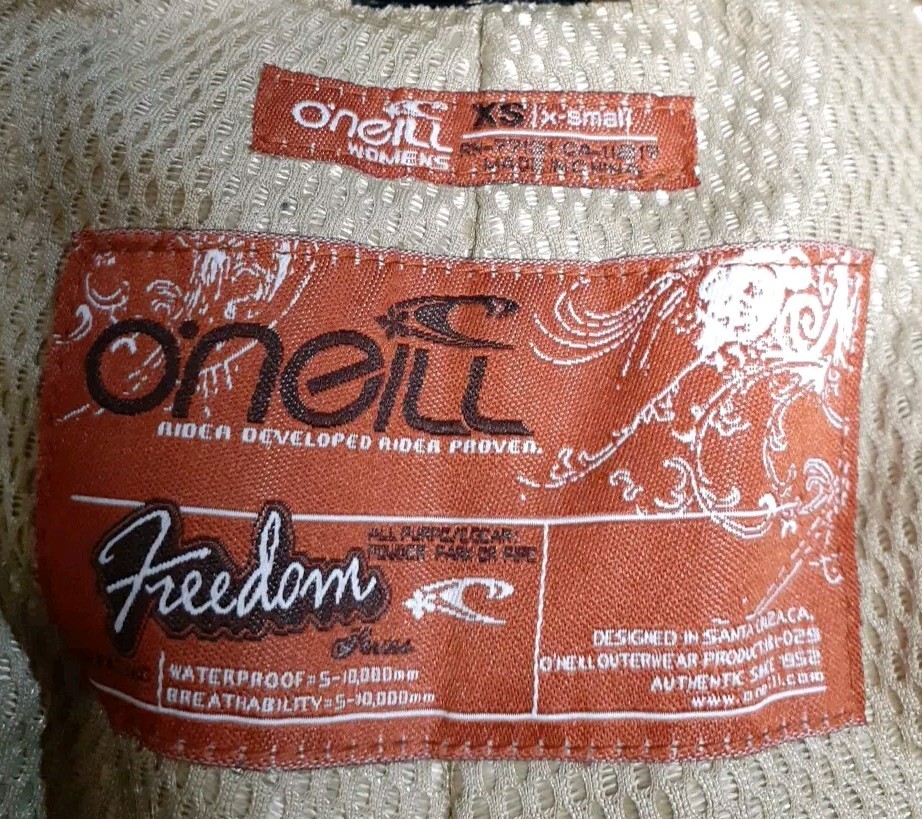 O'NEILL
WOMENS
XS | x-small
MADE IN CHINA
O'NEILL
RIDER DEVELOPED RIDER PROVEN.
Freedom
Series
ALL PURPOSE GEAR:
POWDER PARK OR PIPE
WATERPROOF=5-10,000mm
BREATHABILITY=5-10,000mm
DESIGNED IN SANTA CRUZ,CA.
O'NEILL OUTERWEAR PRODUCT
AUTHENTIC SINCE 1952
www.oneill.com